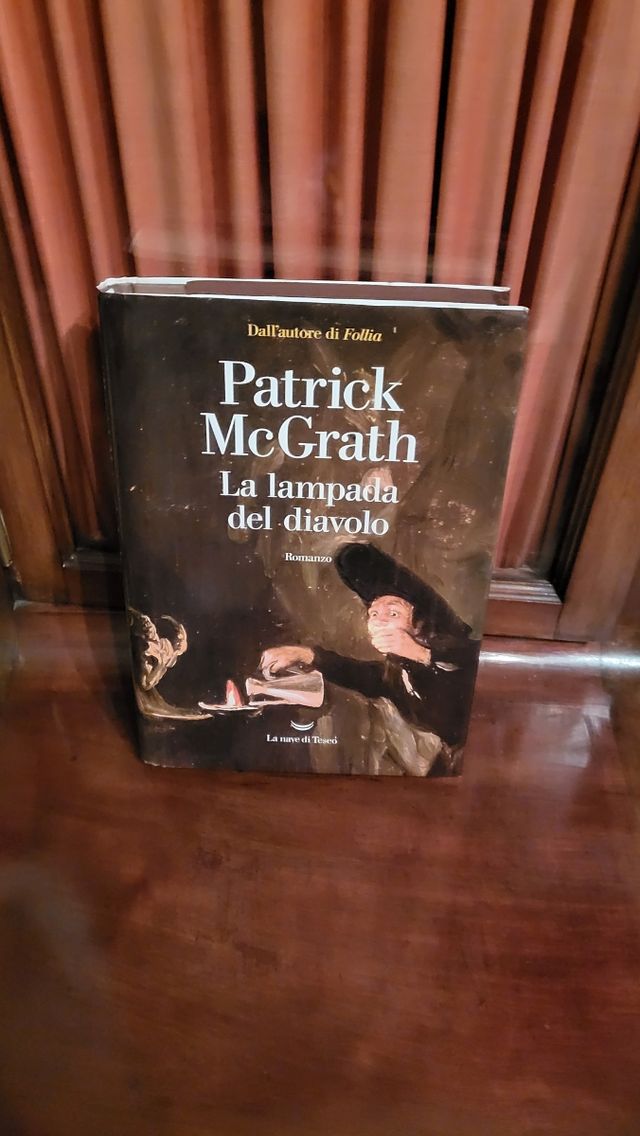 Dall'autore di Follia
Patrick
McGrath
La lampada
del diavolo
Romanzo
La nave di Teseo